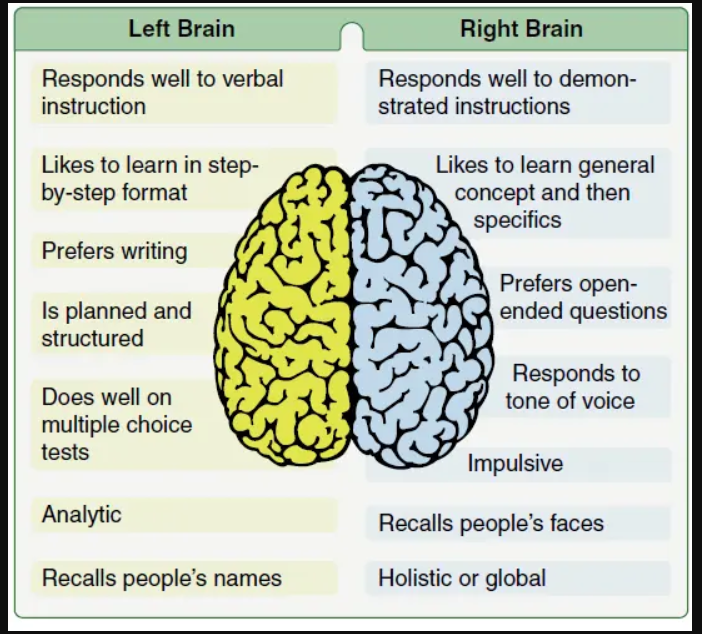 Left Brain
Responds well to verbal
instruction
Likes to learn in step-
by-step format
Prefers writing
Is planned and
structured
Does well on
multiple choice
tests
Analytic
Recalls people's names
Right Brain
Responds well to demon-
strated instructions
Likes to learn general
concept and then
specifics
Prefers open-
ended questions
Responds to
tone of voice
Impulsive
Recalls people's faces
Holistic or global